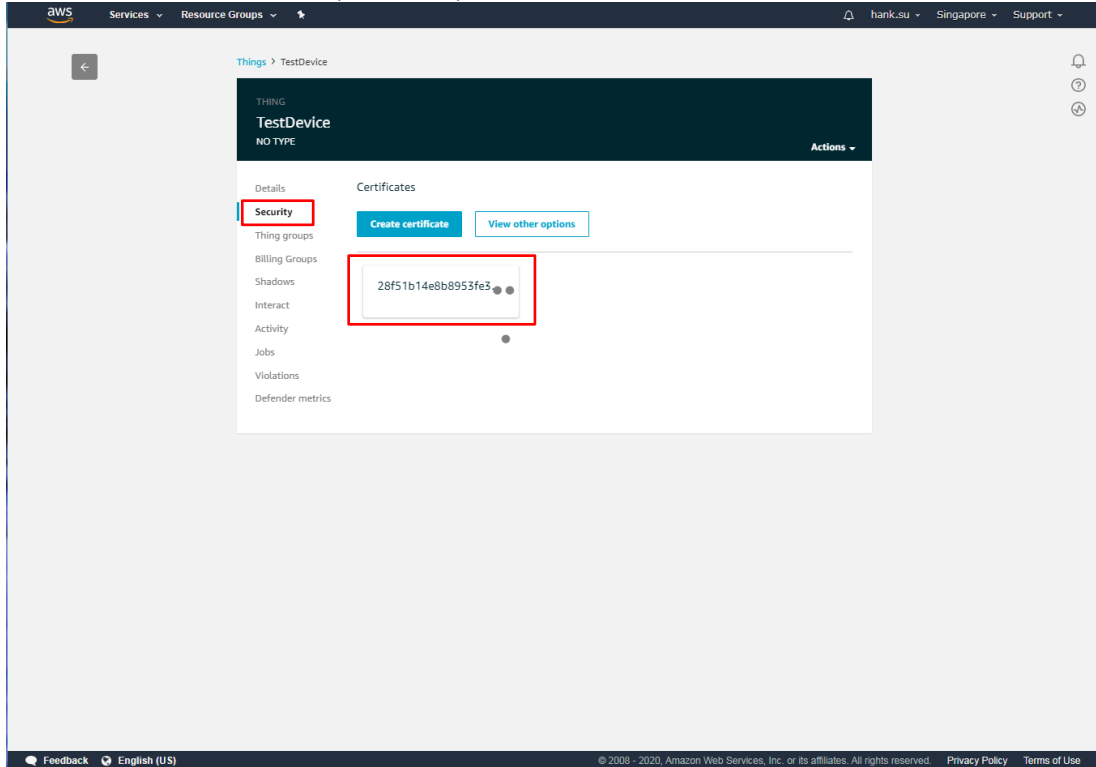 aws Services Resource Groups hank.su Singapore Support
Things > TestDevice
THING
TestDevice
NO TYPE
Actions
Details
Security
Thing groups
Billing Groups
Shadows
Interact
Activity
Jobs
Violations
Defender metrics
Certificates
Create certificate View other options
28f51b14e8b8953fe3
Feedback English (US) © 2008 - 2020, Amazon Web Services, Inc. or its affiliates. All rights reserved. Privacy Policy Terms of Use